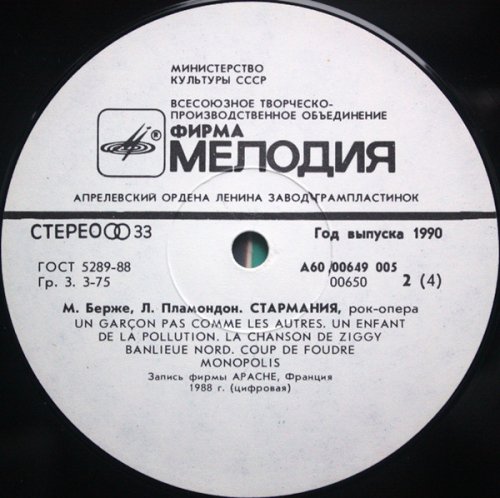 МИНИСТЕРСТВО
КУЛЬТУРЫ СССР
ВСЕСОЮЗНОЕ ТВОРЧЕСКО-
ПРОИЗВОДСТВЕННОЕ ОБЪЕДИНЕНИЕ
® ФИРМА
МЕЛОДИЯ
АПРЕЛЕВСКИЙ ОРДЕНА ЛЕНИНА ЗАВОД ГРАМПЛАСТИНОК
СТЕРЕО 33 Год выпуска 1990
ГОСТ 5289-88 А60 00649 005
Гр. 3. 3-75 00650 2 (4)
М. Берже, Л. Пламондон. СТАРМАНИЯ, рок-опера
UN GARÇON PAS COMME LES AUTRES. UN ENFANT
DE LA POLLUTION. LA CHANSON DE ZIGGY
BANLIEUE NORD. COUP DE FOUDRE
MONOPOLIS
Запись фирмы APACHE, Франция
1988 г. (цифровая)